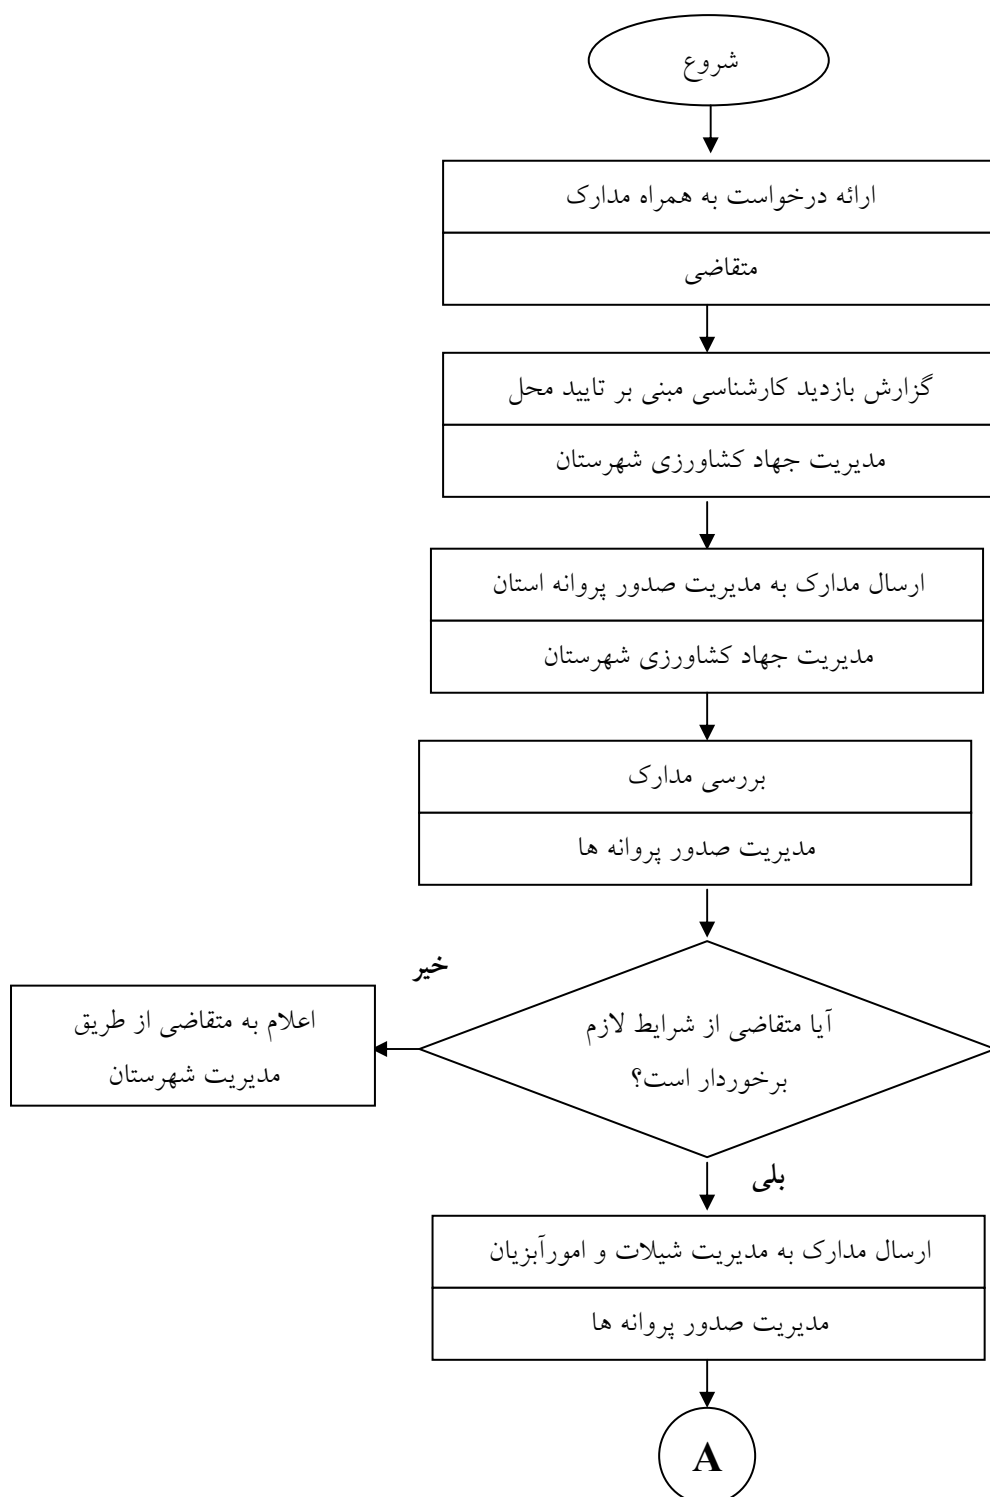 شروع
ارائه درخواست به همراه مدارک
متقاضی
گزارش بازدید کارشناسی مبنی بر تایید محل
مدیریت جهاد کشاورزی شهرستان
ارسال مدارک به مدیریت صدور پروانه استان
مدیریت جهاد کشاورزی شهرستان
بررسی مدارک
مدیریت صدور پروانه ها
آیا متقاضی از شرایط لازم
برخوردار است؟
خیر
اعلام به متقاضی از طریق
مدیریت شهرستان
بلی
ارسال مدارک به مدیریت شیلات و امورآبزیان
مدیریت صدور پروانه ها
A